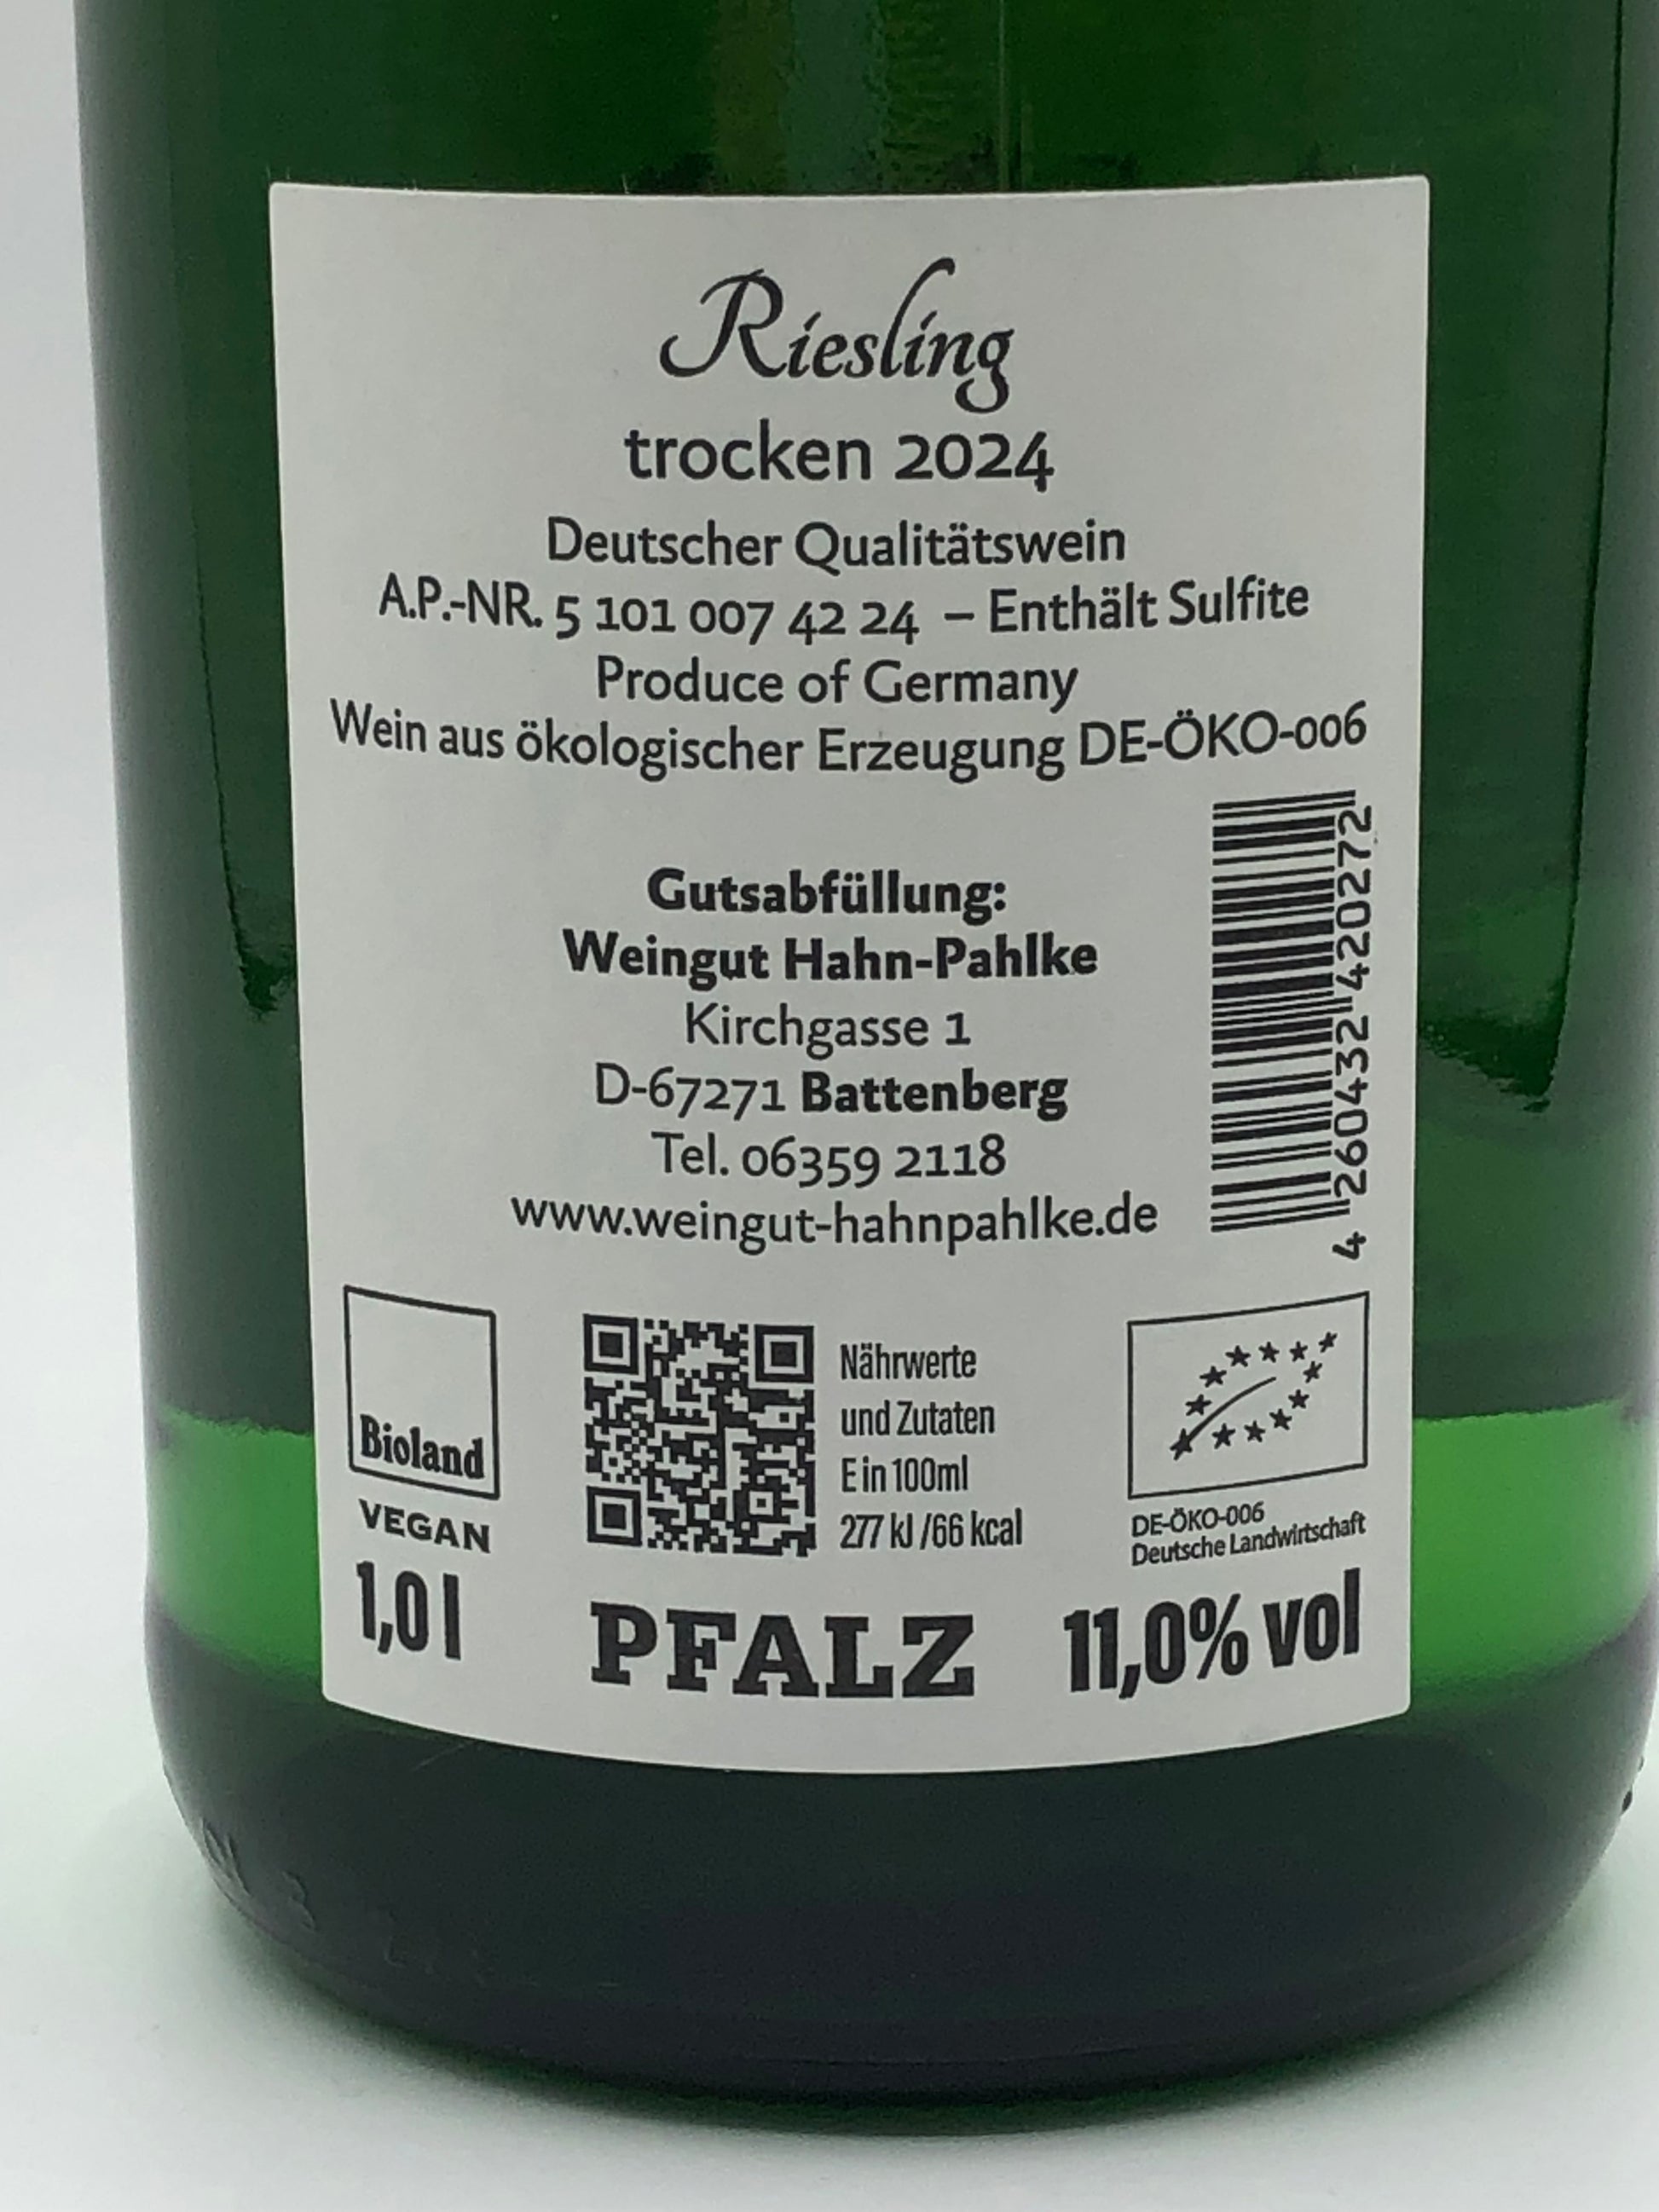 Riesling
trocken 2024
Deutscher Qualitätswein
A.P.-NR. 5 101 007 42 24 – Enthält Sulfite
Produce of Germany
Wein aus ökologischer Erzeugung DE-ÖKO-006
Gutsabfüllung:
Weingut Hahn-Pahlke
Kirchgasse 1
D-67271 Battenberg
Tel. 06359 2118
www.weingut-hahnpahlke.de
4 260432 420272
Bioland
VEGAN
Nährwerte
und Zutaten
E in 100ml
277 kJ /66 kcal
DE-ÖKO-006
Deutsche Landwirtschaft
1,0 l
PFALZ
11,0% vol